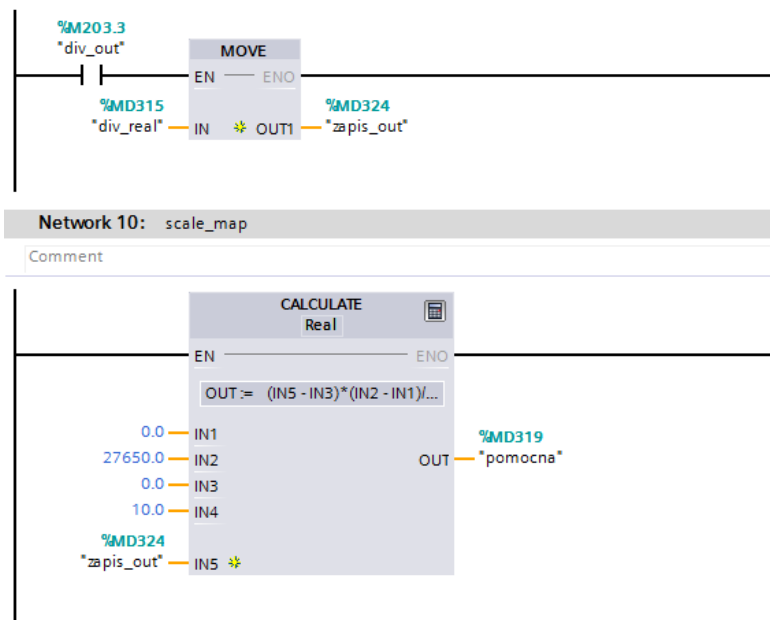 %M203.3
"div_out"
MOVE
EN ENO
%MD315
"div_real"
IN OUT1
%MD324
"zapis_out"
Network 10: scale_map
Comment
CALCULATE
Real
EN ENO
OUT := (IN5 - IN3)*(IN2 - IN1)/...
0.0 IN1
27650.0 IN2
0.0 IN3
10.0 IN4
OUT
%MD319
"pomocna"
%MD324
"zapis_out" IN5